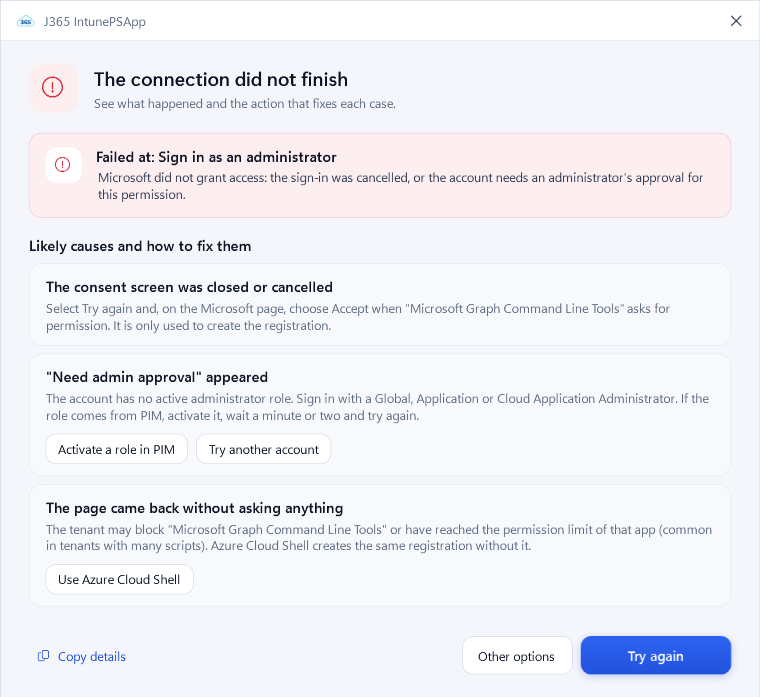 365
J365 IntunePSApp
The connection did not finish
See what happened and the action that fixes each case.
Failed at: Sign in as an administrator
Microsoft did not grant access: the sign-in was cancelled, or the account needs an administrator's approval for
this permission.
Likely causes and how to fix them
The consent screen was closed or cancelled
Select Try again and, on the Microsoft page, choose Accept when "Microsoft Graph Command Line Tools" asks for
permission. It is only used to create the registration.
"Need admin approval" appeared
The account has no active administrator role. Sign in with a Global, Application or Cloud Application Administrator. If the
role comes from PIM, activate it, wait a minute or two and try again.
Activate a role in PIM
Try another account
The page came back without asking anything
The tenant may block "Microsoft Graph Command Line Tools" or have reached the permission limit of that app (common
in tenants with many scripts). Azure Cloud Shell creates the same registration without it.
Use Azure Cloud Shell
Copy details
Other options
Try again